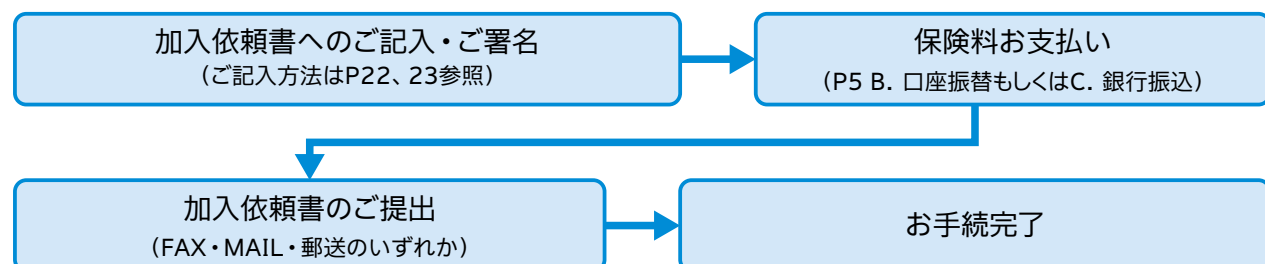 加入依頼書へのご記入・ご署名
（ご記入方法はP22、23参照）
保険料お支払い
（P5 B. 口座振替もしくはC. 銀行振込）
加入依頼書のご提出
（FAX・MAIL・郵送のいずれか）
お手続完了